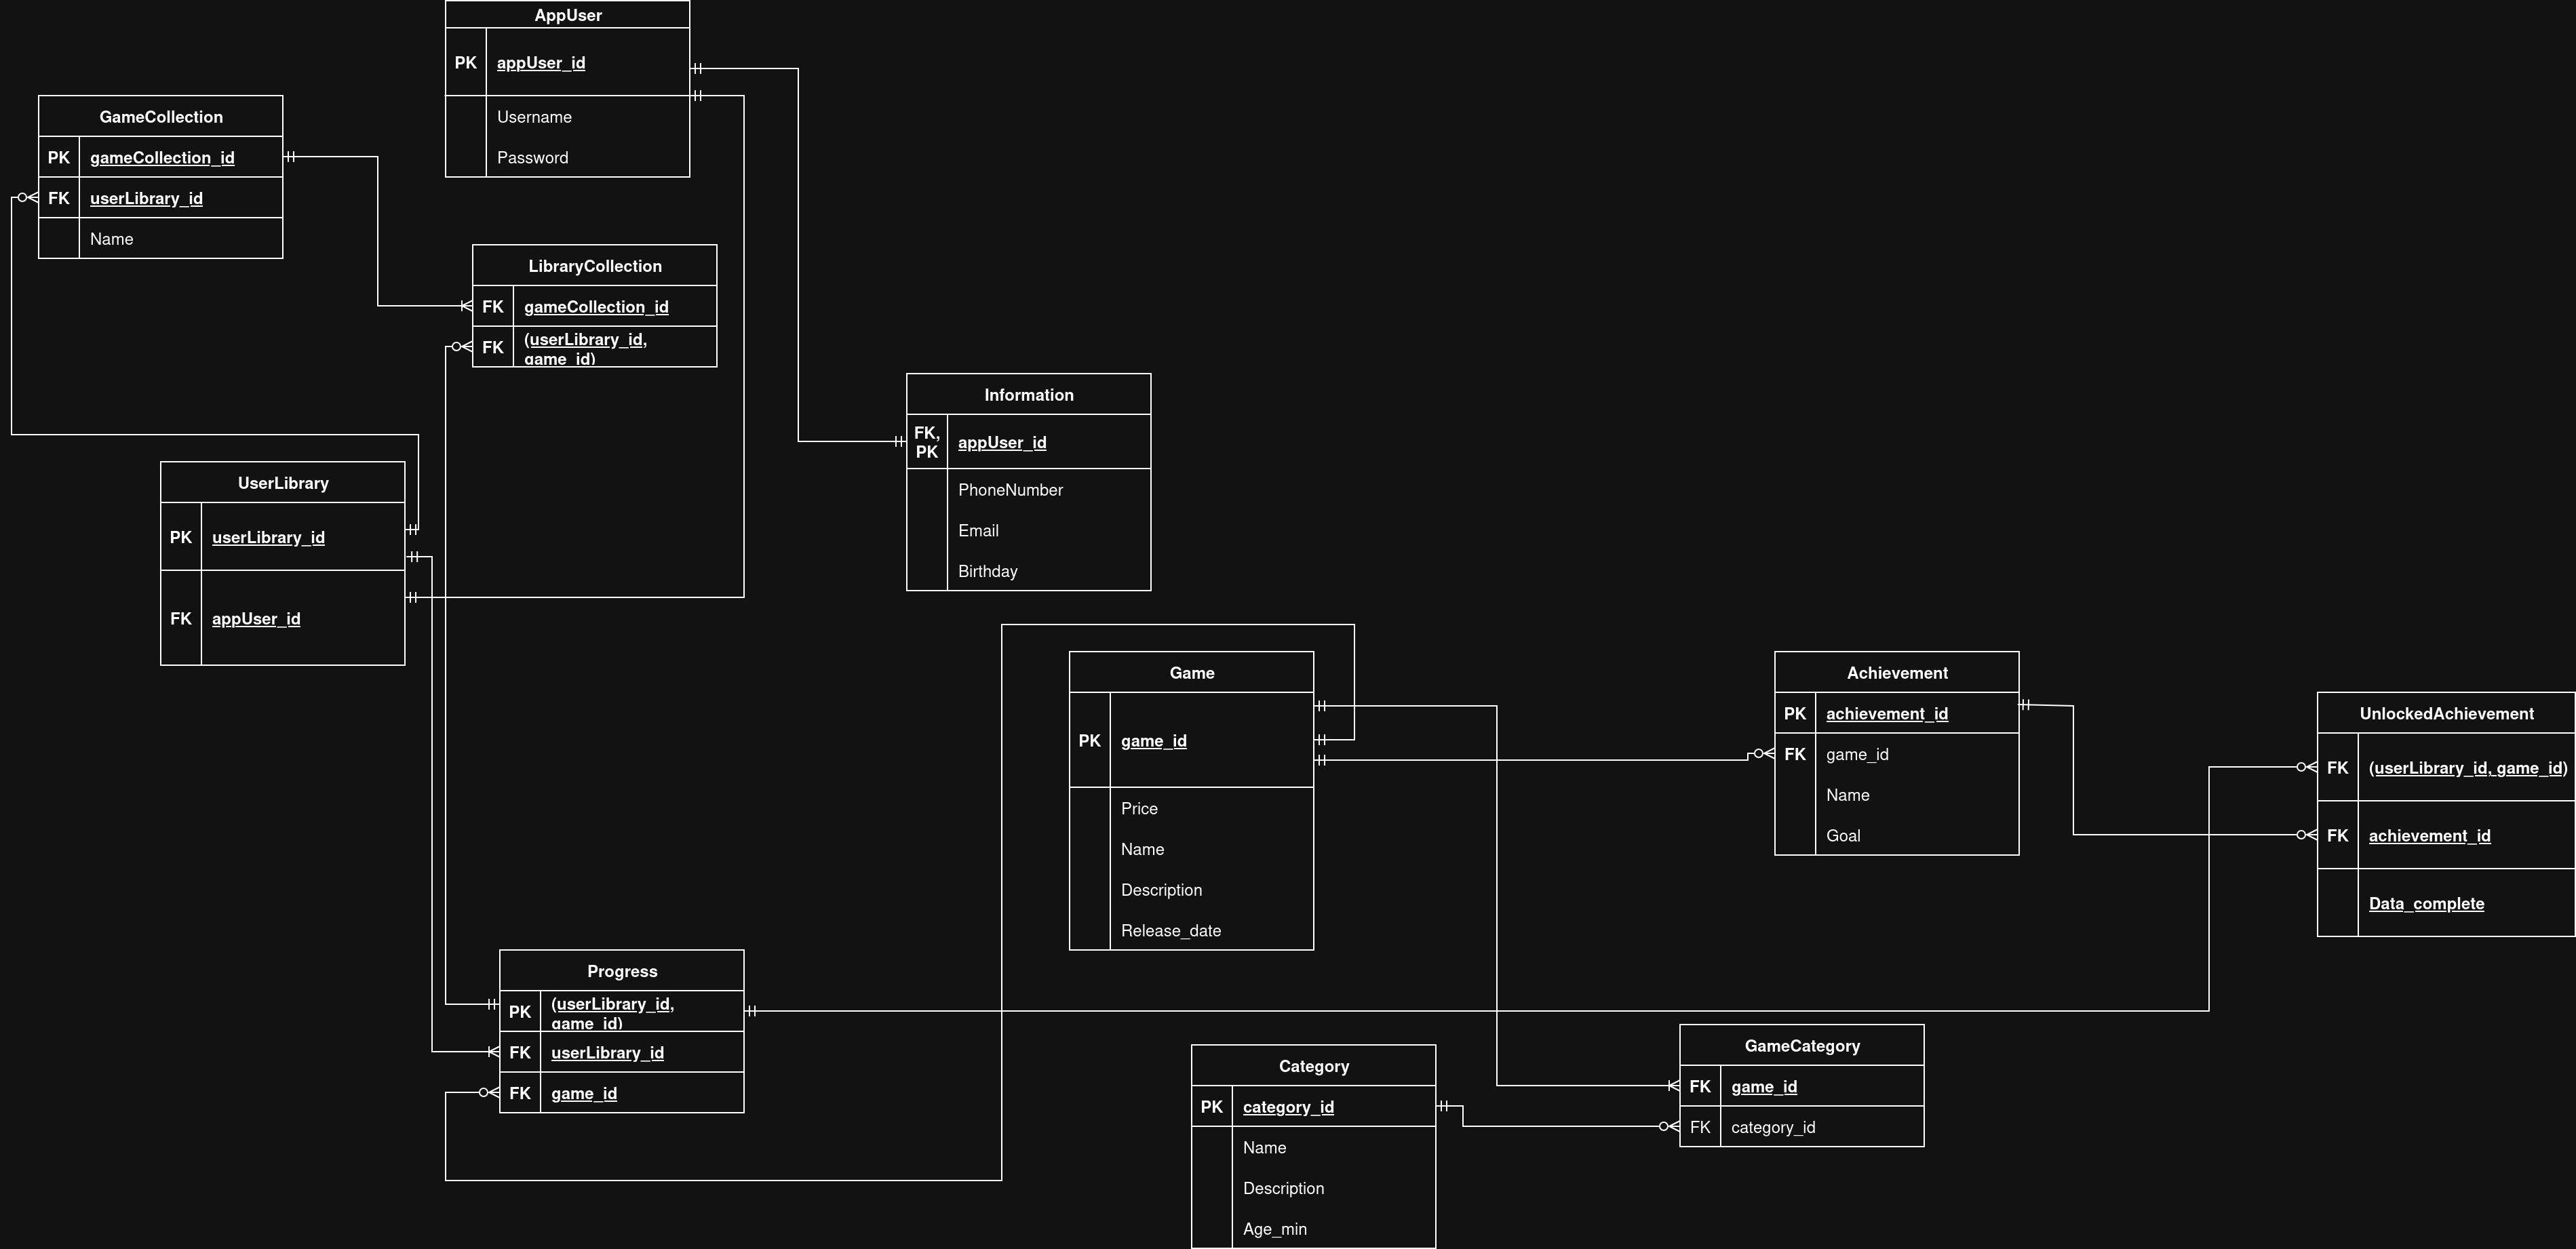 AppUser
PK appUser_id
Username
Password
GameCollection
PK gameCollection_id
FK userLibrary_id
Name
LibraryCollection
FK gameCollection_id
FK (userLibrary_id,
game_id)
Information
FK,
PK
appUser_id
PhoneNumber
Email
Birthday
UserLibrary
PK userLibrary_id
FK appUser_id
Game
PK game_id
Price
Name
Description
Release_date
Achievement
PK achievement_id
FK game_id
Name
Goal
UnlockedAchievement
FK (userLibrary_id, game_id)
FK achievement_id
Data_complete
Progress
PK (userLibrary_id,
game_id)
FK userLibrary_id
FK game_id
Category
PK category_id
Name
Description
Age_min
GameCategory
FK game_id
FK category_id